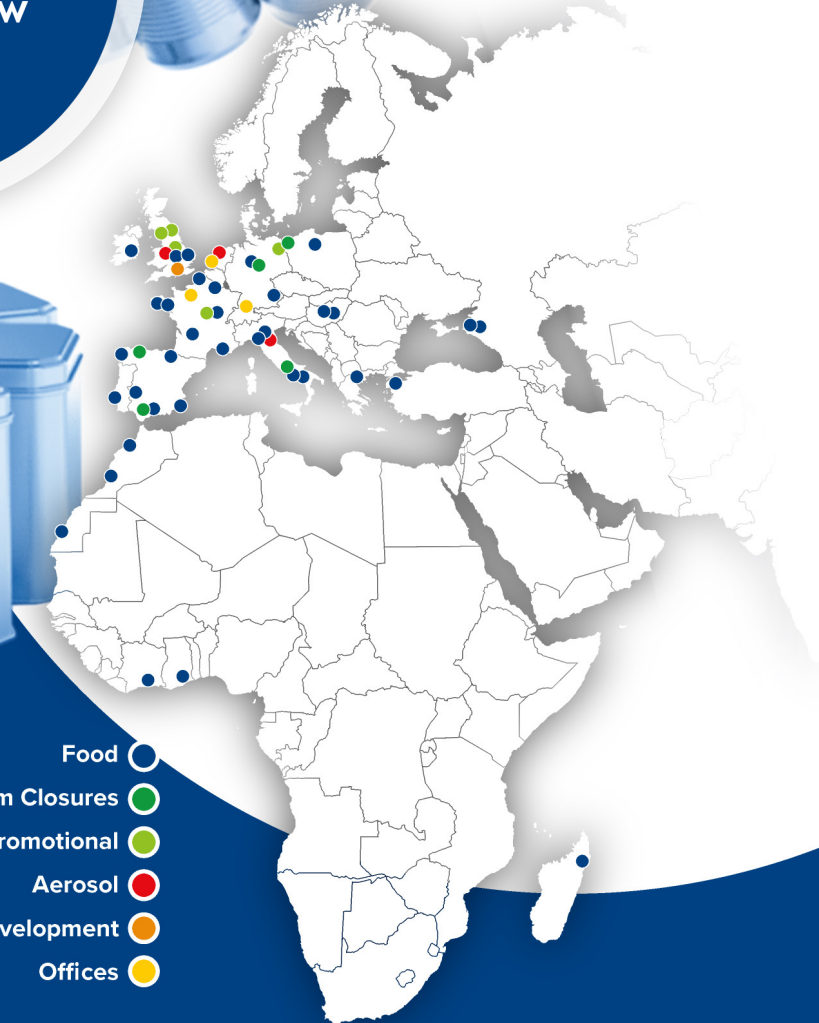 w
Food
m Closures
romotional
Aerosol
velopment
Offices